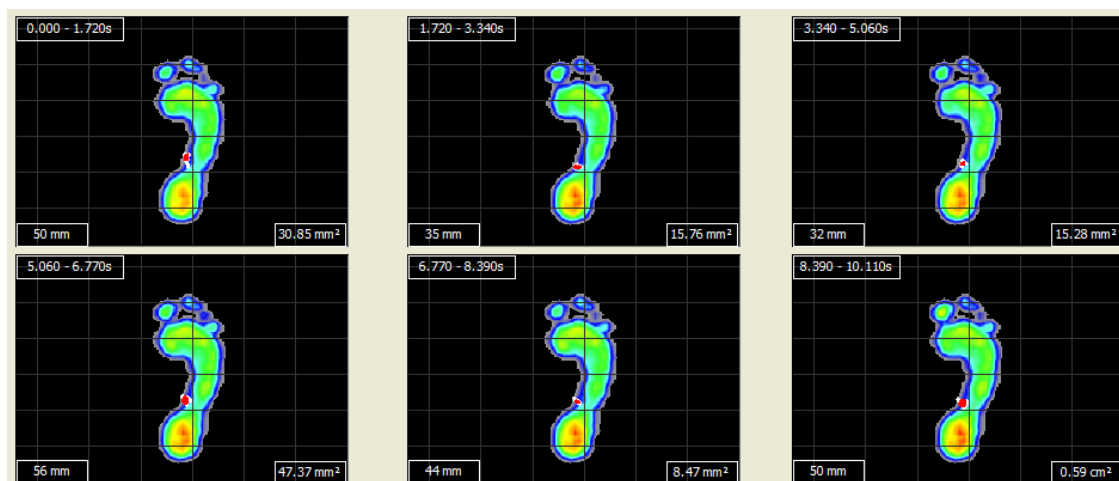 0.000 - 1.720s
1.720 - 3.340s
3.340 - 5.060s
50 mm
30.85 mm²
35 mm
15.76 mm²
32 mm
15.28 mm²
5.060 - 6.770s
6.770 - 8.390s
8.390 - 10.110s
56 mm
47.37 mm²
44 mm
8.47 mm²
50 mm
0.59 cm²